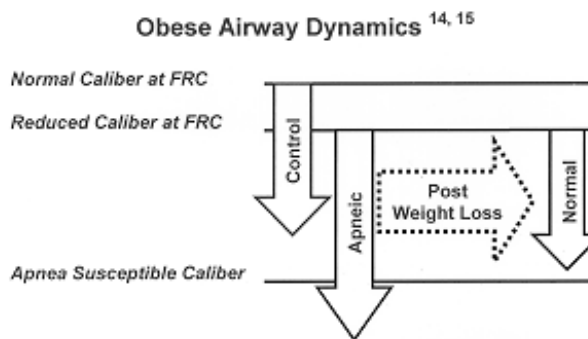 Obese Airway Dynamics 14, 15
Normal Caliber at FRC
Reduced Caliber at FRC
Control
Apneic
Post
Weight Loss
Normal
Apnea Susceptible Caliber